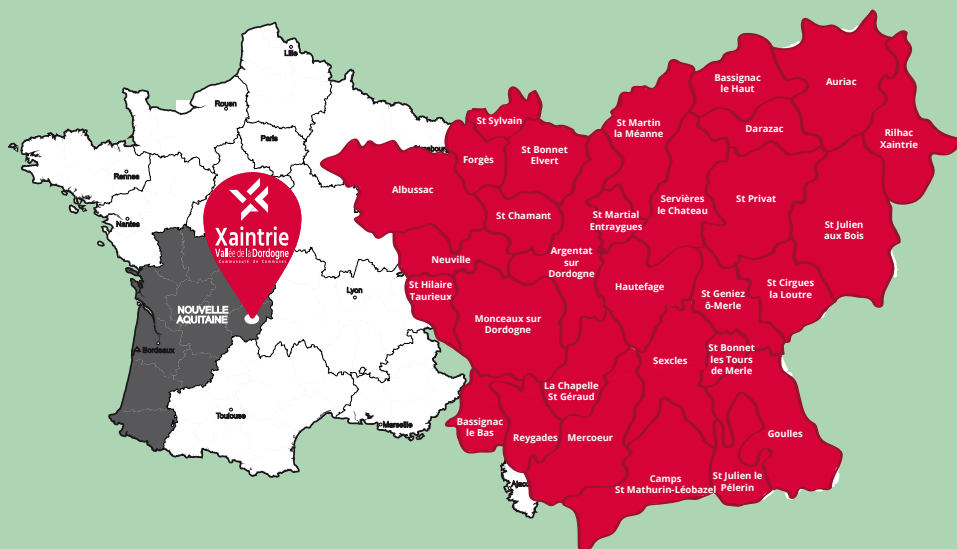 Lille
Rouen
Paris
Rennes
Nantes
Xaintrie
Vallée de la Dordogne
Communauté de Communes
NOUVELLE
AQUITAINE
Lyon
Bordeaux
Toulouse
Marseille
Bassignac
le Haut
Auriac
St Sylvain
St Martin
la Méanne
Darazac
Rilhac
Xaintrie
Forgès
St Bonnet
Elvert
Albussac
Servières
le Chateau
St Privat
St Chamant
St Martial
Entraygues
St Julien
aux Bois
Neuville
Argentat
sur
Dordogne
St Hilaire
Taurieux
Hautefage
St Geniez
ô-Merle
St Cirgues
la Loutre
Monceaux sur
Dordogne
Sexcles
St Bonnet
les Tours
de Merle
La Chapelle
St Géraud
Bassignac
le Bas
Reygades
Mercoeur
Goulles
Camps
St Mathurin-Léobazel
St Julien le
Pélerin